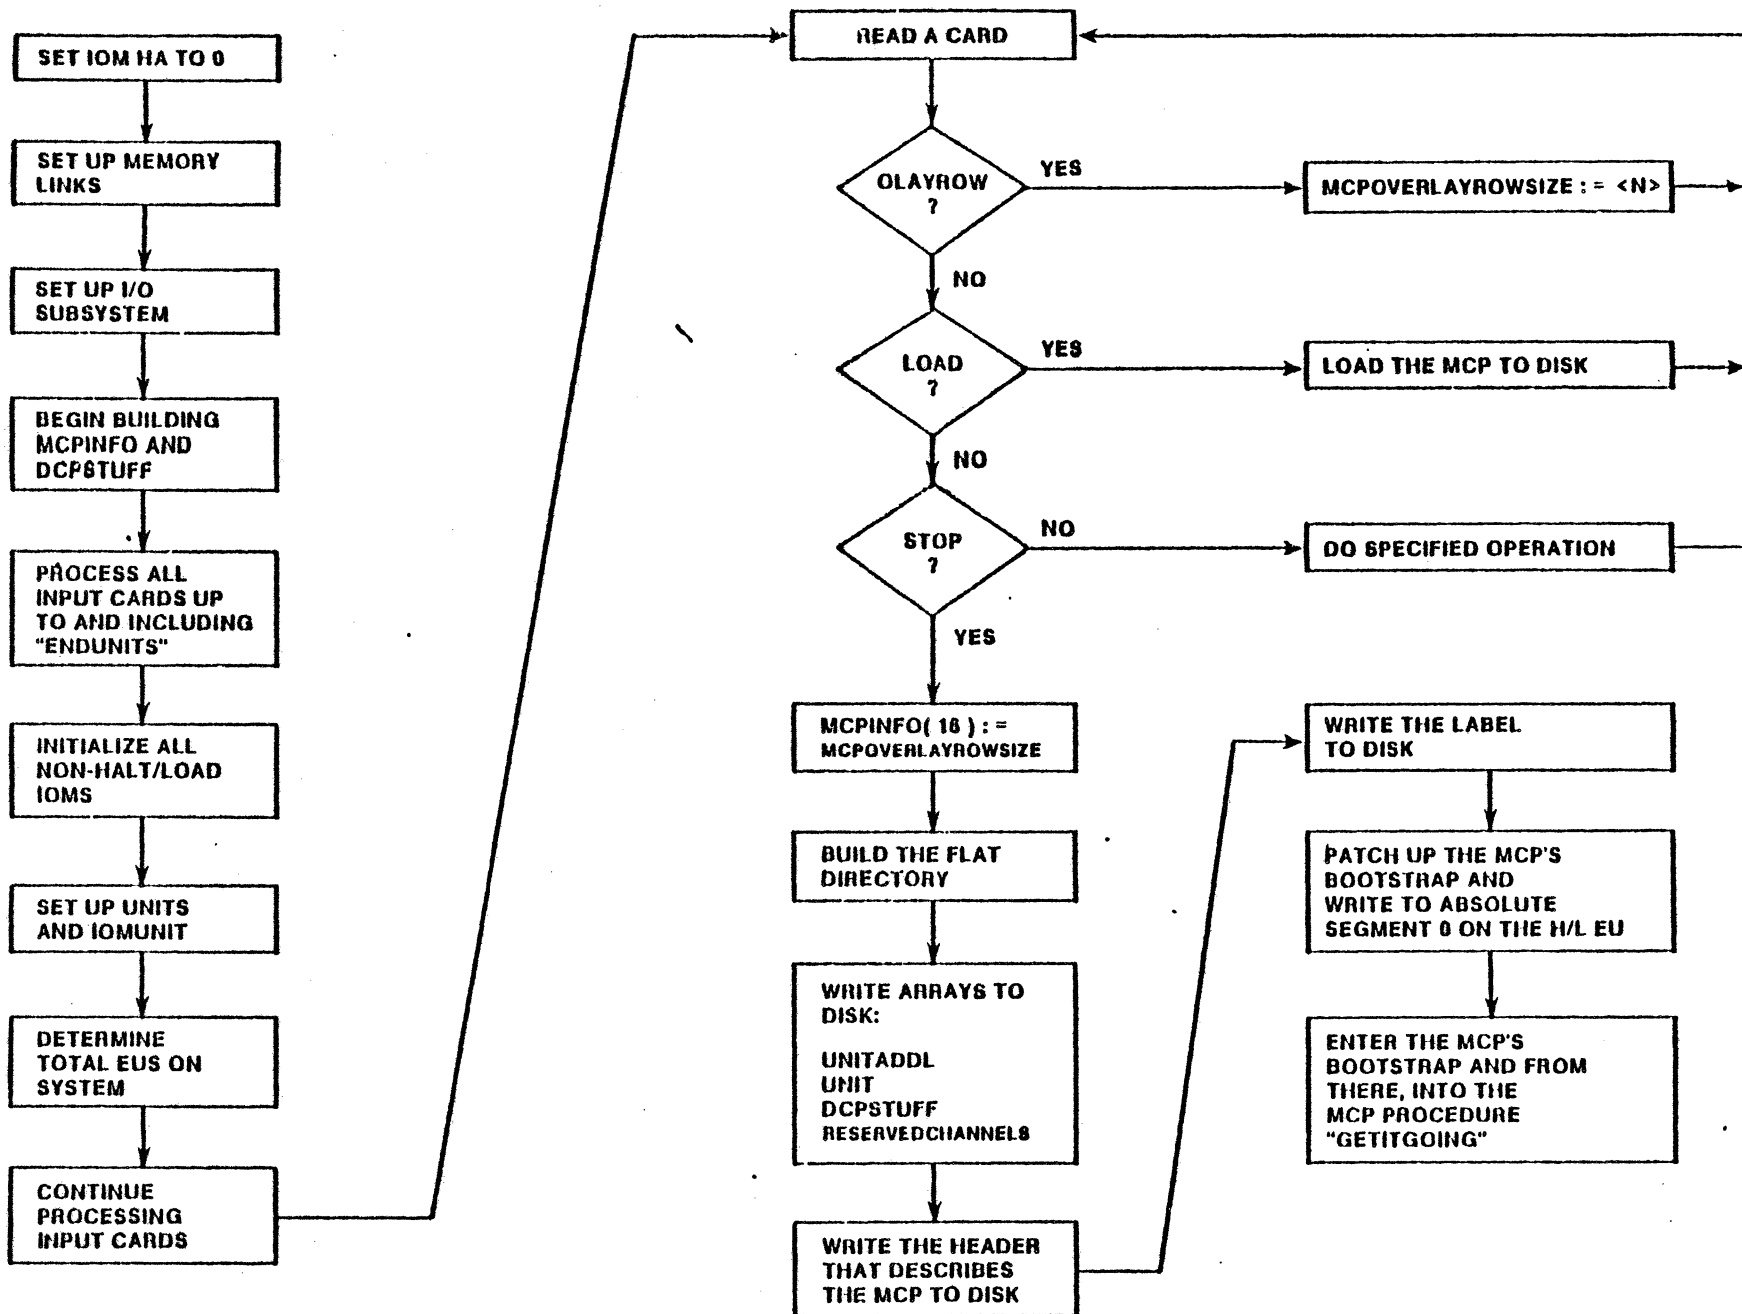 SET IOM HA TO 0
SET UP MEMORY
LINKS
SET UP I/O
SUBSYSTEM
BEGIN BUILDING
MCPINFO AND
DCPSTUFF
PROCESS ALL
INPUT CARDS UP
TO AND INCLUDING
"ENDUNITS"
INITIALIZE ALL
NON-HALT/LOAD
IOMS
SET UP UNITS
AND IOMUNIT
DETERMINE
TOTAL EUS ON
SYSTEM
CONTINUE
PROCESSING
INPUT CARDS
READ A CARD
OLAYROW
?
YES
MCPOVERLAYROWSIZE : = <N>
NO
LOAD
?
YES
LOAD THE MCP TO DISK
NO
STOP
?
NO
DO SPECIFIED OPERATION
YES
MCPINFO( 16 ) : =
MCPOVERLAYROWSIZE
BUILD THE FLAT
DIRECTORY
WRITE ARRAYS TO
DISK:
UNITADDL
UNIT
DCPSTUFF
RESERVEDCHANNELS
WRITE THE HEADER
THAT DESCRIBES
THE MCP TO DISK
WRITE THE LABEL
TO DISK
PATCH UP THE MCP'S
BOOTSTRAP AND
WRITE TO ABSOLUTE
SEGMENT 0 ON THE H/L EU
ENTER THE MCP'S
BOOTSTRAP AND FROM
THERE, INTO THE
MCP PROCEDURE
"GETITGOING"